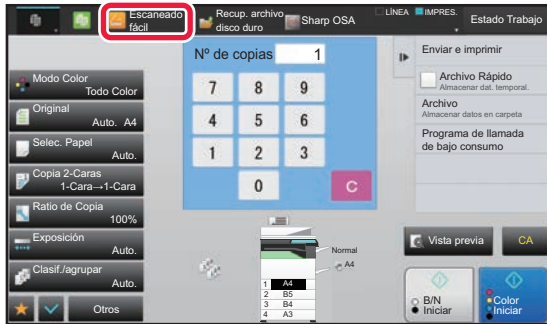 Escaneado
fácil
Recup. archivo
disco duro
Sharp OSA
LÍNEA
IMPRES.
Estado Trabajo
Modo Color
Todo Color
Original
Auto. A4
Selec. Papel
Auto.
Copia 2-Caras
1-Cara→1-Cara
Ratio de Copia
100%
Exposición
Auto.
Clasif./agrupar
Auto.
Otros
Nº de copias 1
7 8 9
4 5 6
1 2 3
0 C
Normal
A4
1 A4
2 B5
3 B4
4 A3
Enviar e imprimir
Archivo Rápido
Almacenar dat. temporal.
Archivo
Almacenar datos en carpeta
Programa de llamada
de bajo consumo
Vista previa
CA
B/N
Iniciar
Color
Iniciar